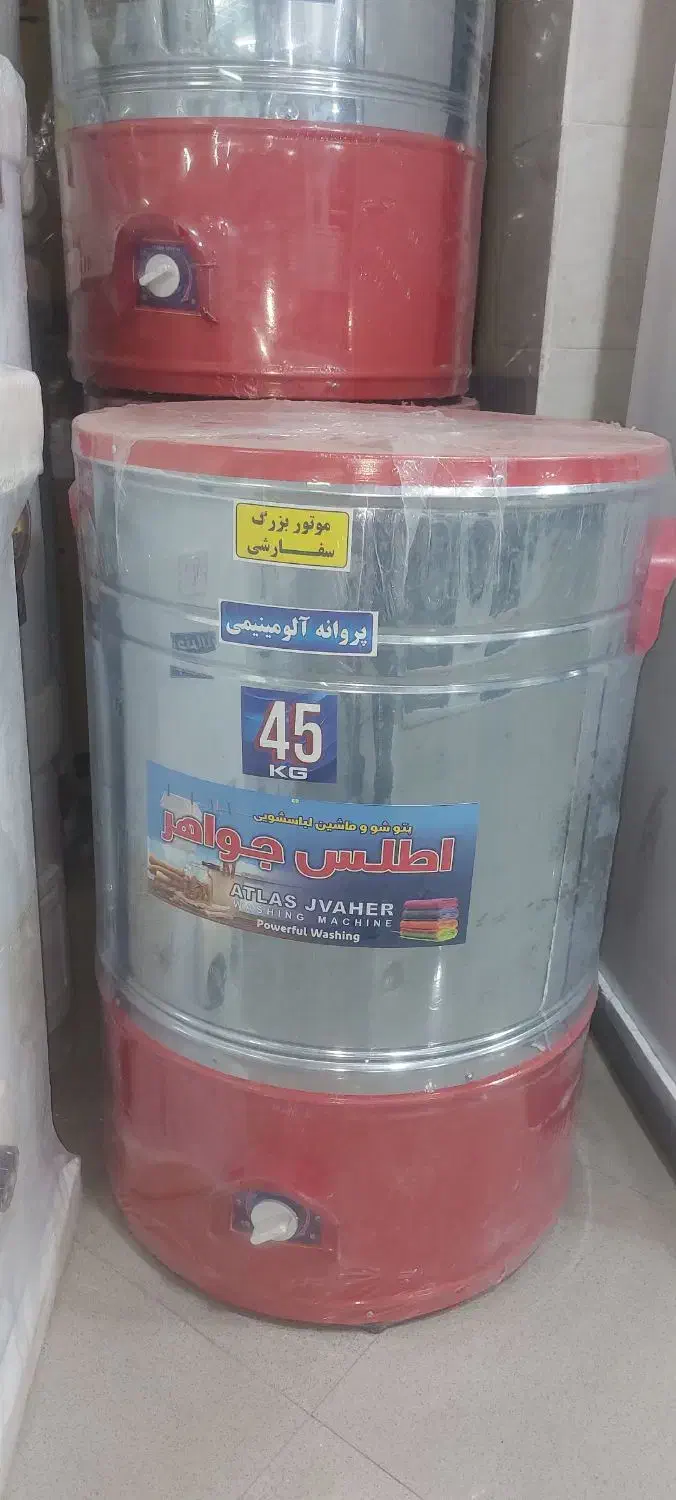 موتور بزرگ
سفارشی
پروانه آلومینیمی
45
KG
پتو شو و ماشین لباسشویی
اطلس جواهر
ATLAS JVAHER
WASHING MACHINE
Powerful Washing